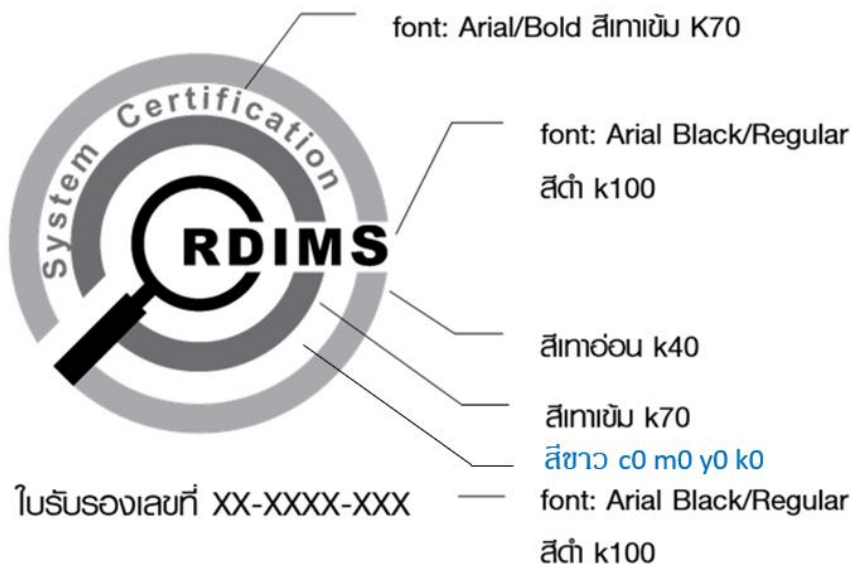 font: Arial/Bold สีเทาเข้ม K70
System Certification
font: Arial Black/Regular
สีดำ k100
RDIMS
สีเทาอ่อน k40
สีเทาเข้ม k70
สีขาว c0 m0 y0 k0
ใบรับรองเลขที่ XX-XXXX-XXX
font: Arial Black/Regular
สีดำ k100